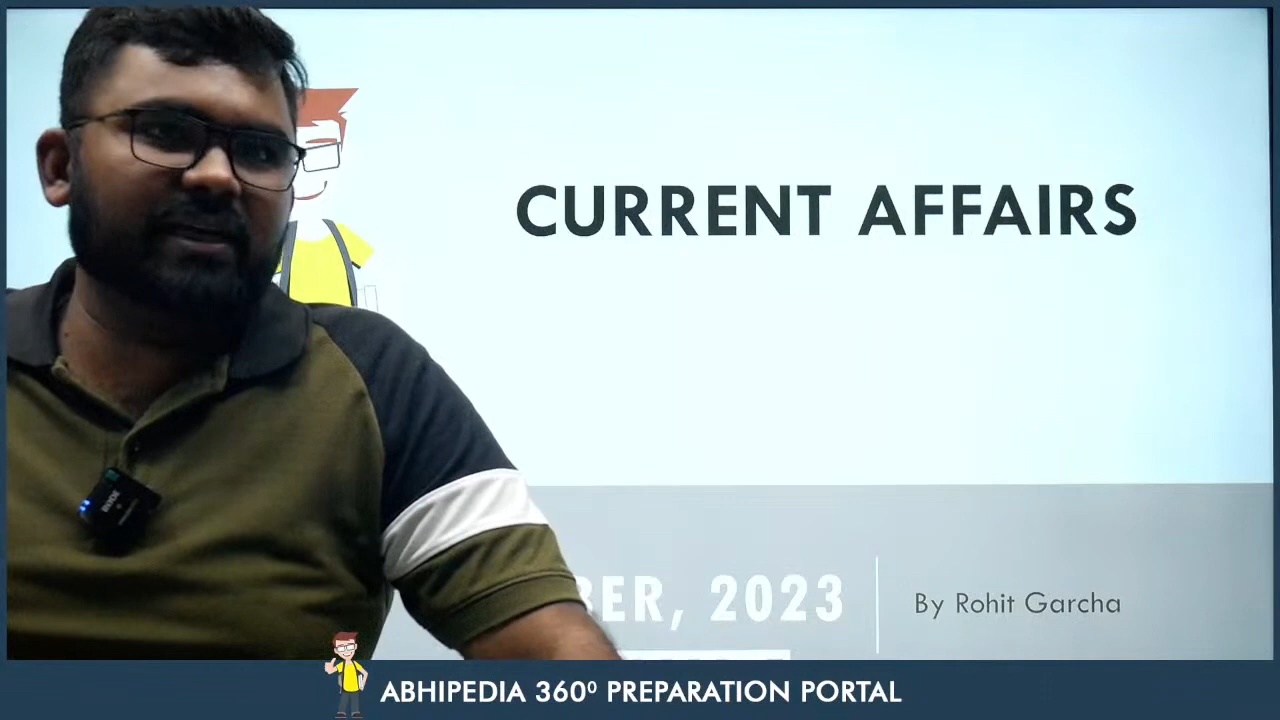 CURRENT AFFAIRS
BER, 2023
By Rohit Garcha
ABHIPEDIA 360⁰ PREPARATION PORTAL